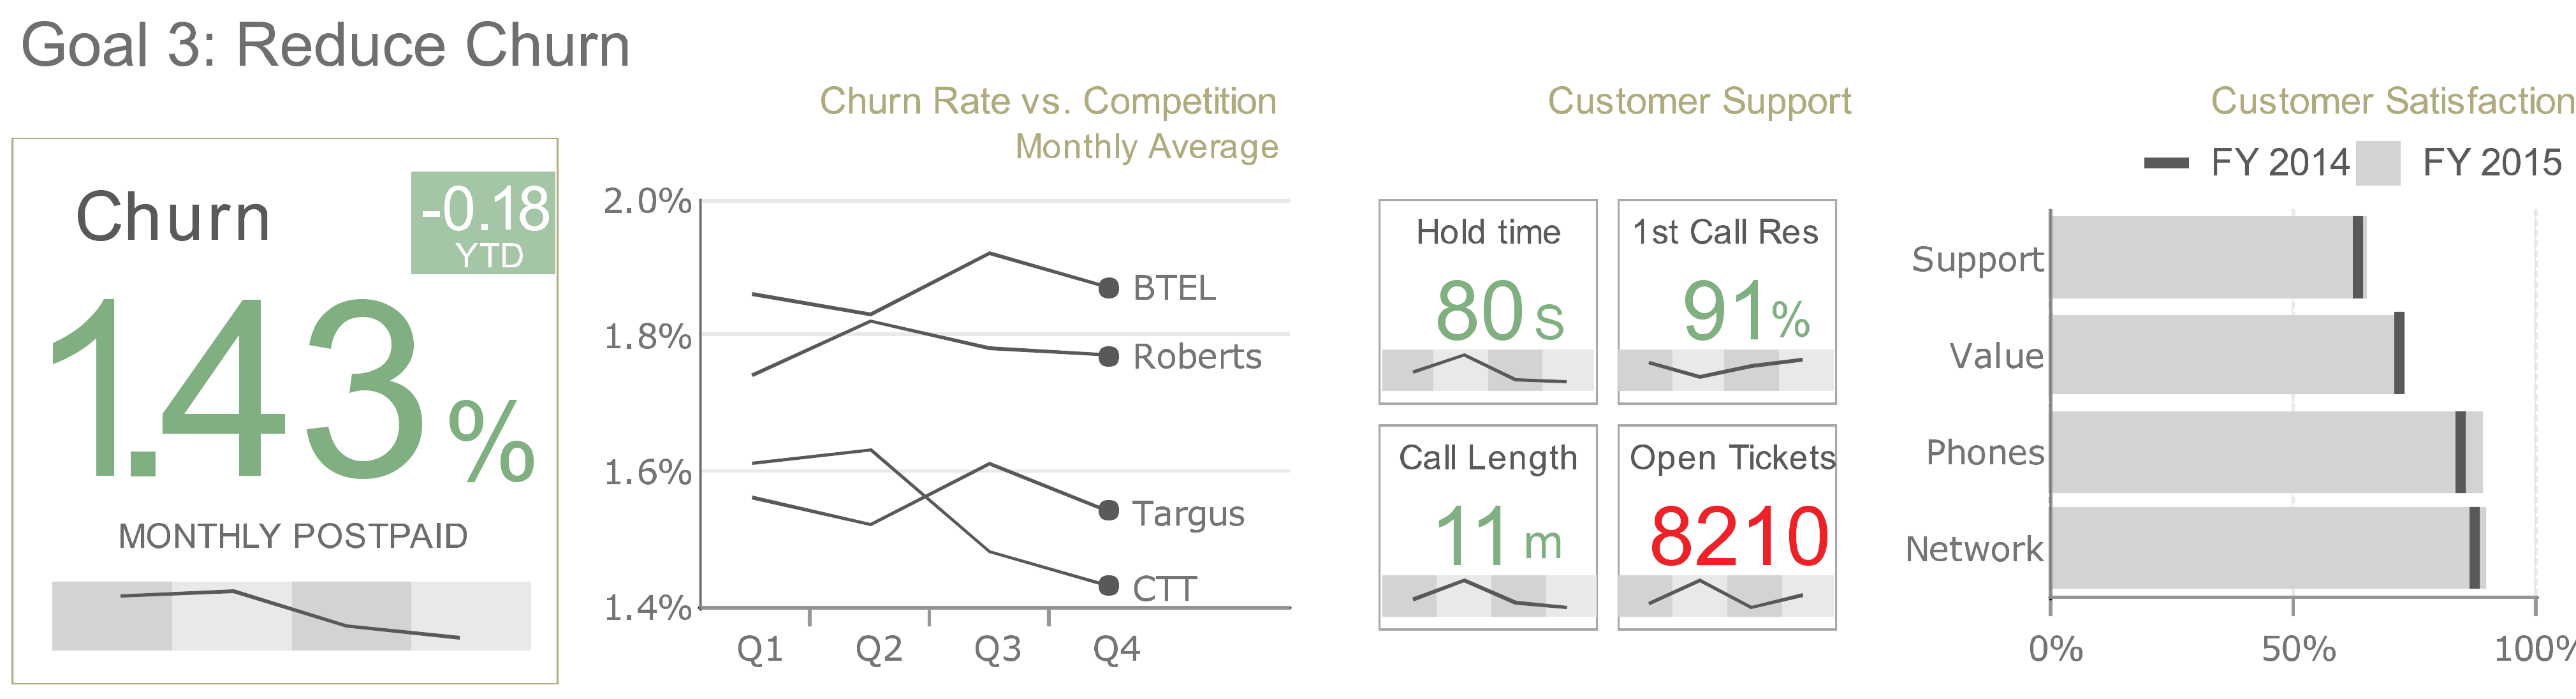 Goal 3: Reduce Churn
Churn
-0.18
YTD
1.43%
MONTHLY POSTPAID
Churn Rate vs. Competition
Monthly Average
2.0%
1.8%
1.6%
1.4%
BTEL
Roberts
Targus
CTT
Q1 Q2 Q3 Q4
Customer Support
Hold time
80 s
1st Call Res
91%
Call Length
11 m
Open Tickets
8210
Customer Satisfaction
FY 2014 FY 2015
Support
Value
Phones
Network
0% 50% 100%